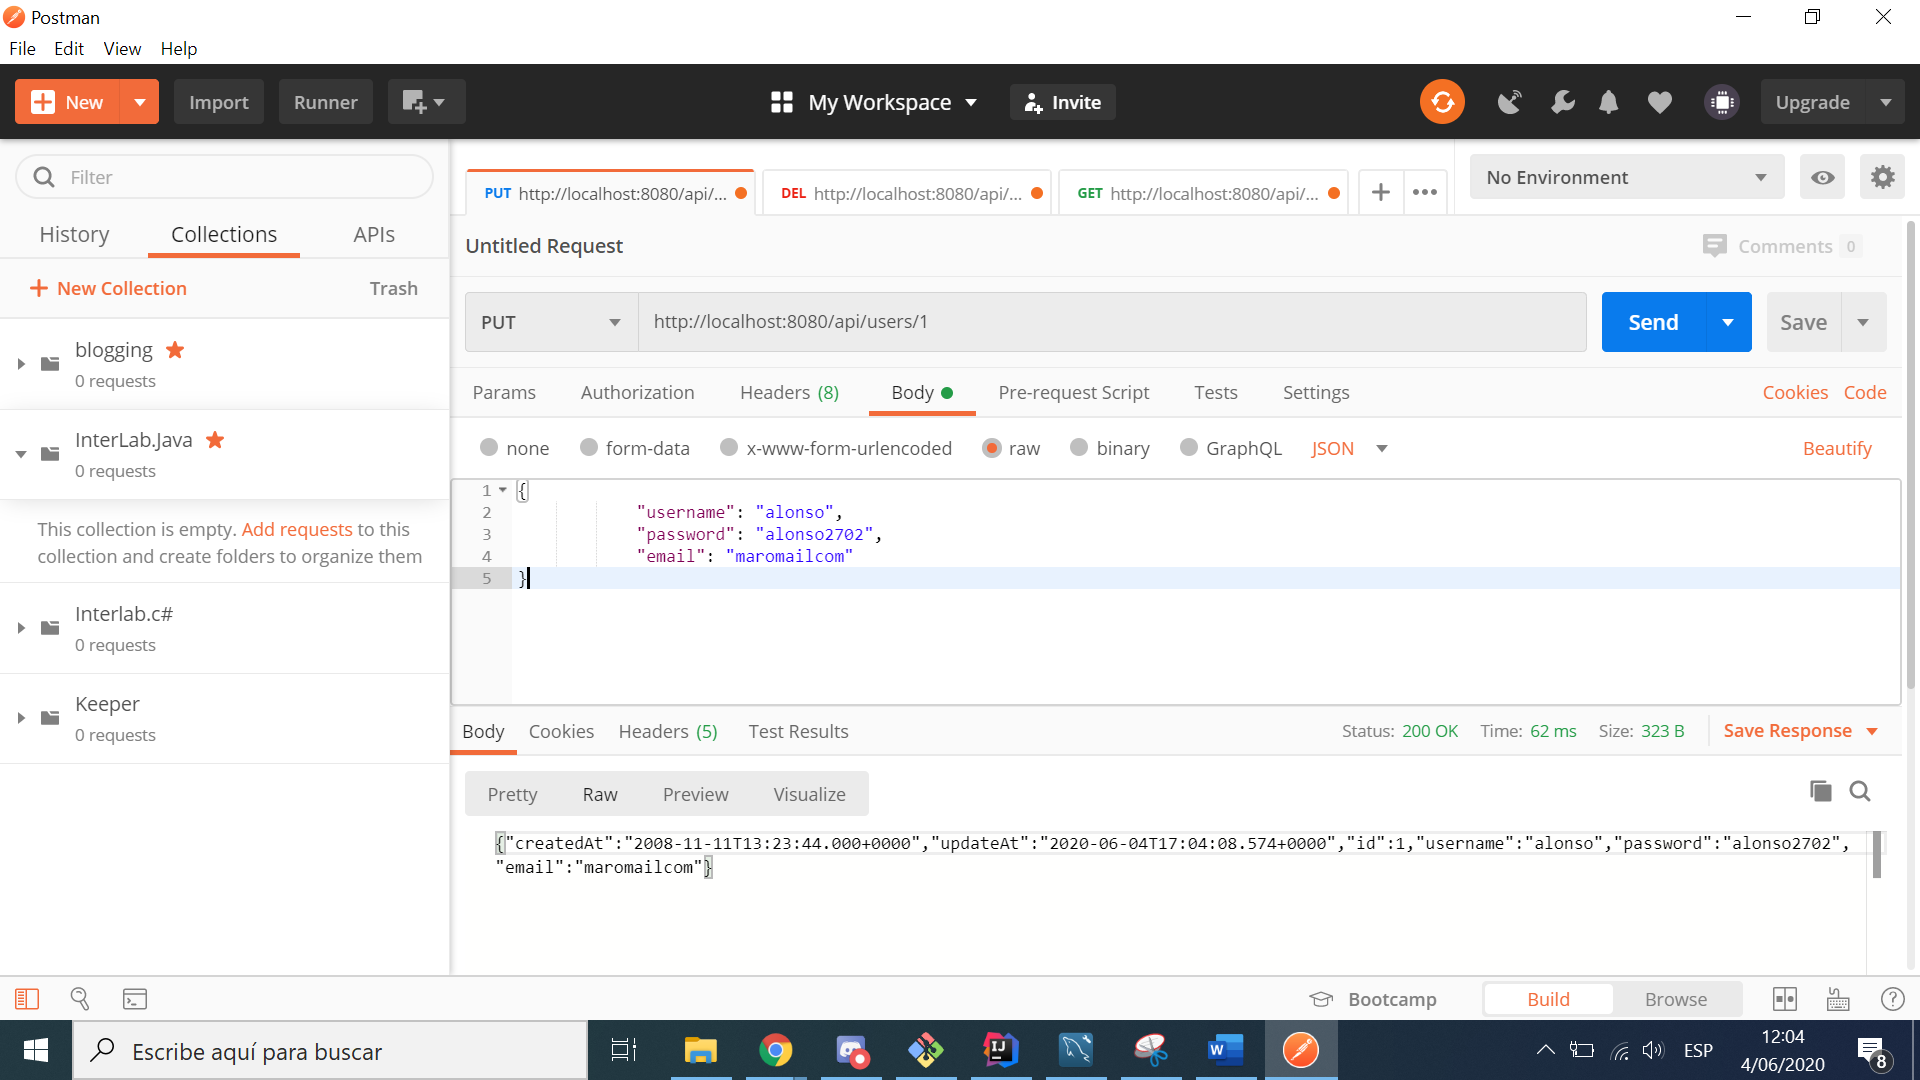 Postman
File Edit View Help
New Import Runner My Workspace Invite Upgrade
Filter
History Collections APIs
New Collection Trash
blogging
0 requests
InterLab.Java
0 requests
This collection is empty. Add requests to this
collection and create folders to organize them
Interlab.c#
0 requests
Keeper
0 requests
PUT http://localhost:8080/api/... DEL http://localhost:8080/api/... GET http://localhost:8080/api/... No Environment
Untitled Request Comments 0
PUT http://localhost:8080/api/users/1 Send Save
Params Authorization Headers (8) Body Pre-request Script Tests Settings Cookies Code
none form-data x-www-form-urlencoded raw binary GraphQL JSON Beautify
1 {
2 "username": "alonso",
3 "password": "alonso2702",
4 "email": "maromailcom"
5 }
Body Cookies Headers (5) Test Results Status: 200 OK Time: 62 ms Size: 323 B Save Response
Pretty Raw Preview Visualize
{"createdAt":"2008-11-11T13:23:44.000+0000","updateAt":"2020-06-04T17:04:08.574+0000","id":1,"username":"alonso","password":"alonso2702",
"email":"maromailcom"}
Bootcamp Build Browse
Escribe aquí para buscar
ESP
12:04
4/06/2020
8